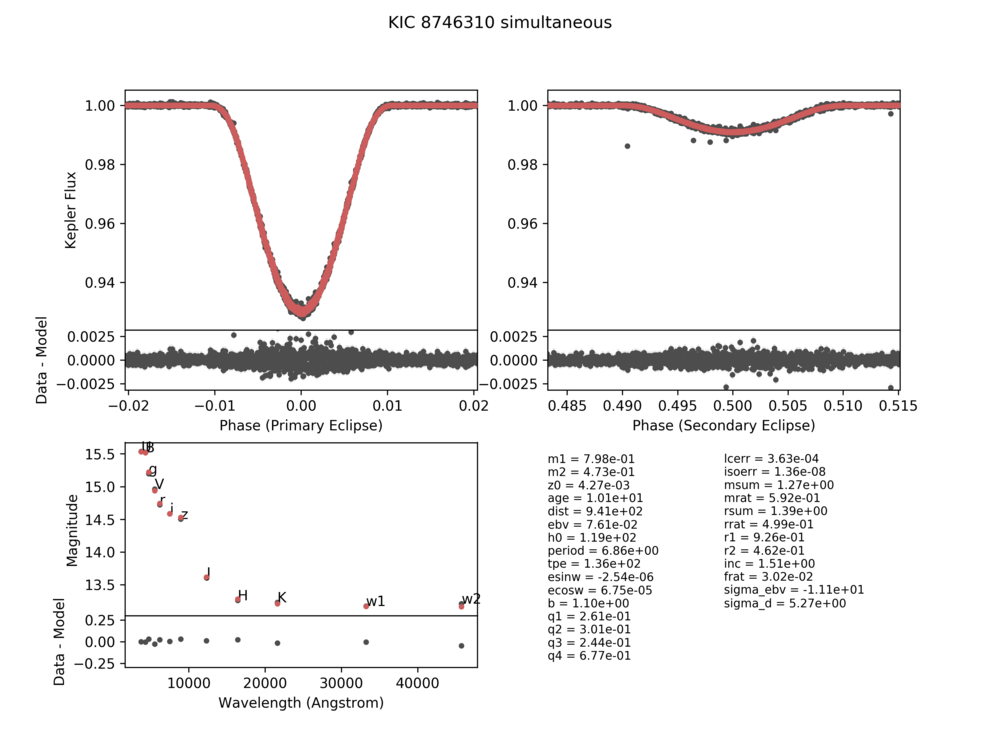 KIC 8746310 simultaneous
1.00
0.98
0.96
0.94
Kepler Flux
0.0025
0.0000
−0.0025
Data - Model
−0.02 −0.01 0.00 0.01 0.02
Phase (Primary Eclipse)
1.00
0.98
0.96
0.94
0.0025
0.0000
−0.0025
0.485 0.490 0.495 0.500 0.505 0.510 0.515
Phase (Secondary Eclipse)
15.5
15.0
14.5
14.0
13.5
Magnitude
U B
g
V
r
i z
J
H K w1 w2
0.25
0.00
−0.25
Data - Model
10000 20000 30000 40000
Wavelength (Angstrom)
m1 = 7.98e-01
m2 = 4.73e-01
z0 = 4.27e-03
age = 1.01e+01
dist = 9.41e+02
ebv = 7.61e-02
h0 = 1.19e+02
period = 6.86e+00
tpe = 1.36e+02
esinw = -2.54e-06
ecosw = 6.75e-05
b = 1.10e+00
q1 = 2.61e-01
q2 = 3.01e-01
q3 = 2.44e-01
q4 = 6.77e-01
lcerr = 3.63e-04
isoerr = 1.36e-08
msum = 1.27e+00
mrat = 5.92e-01
rsum = 1.39e+00
rrat = 4.99e-01
r1 = 9.26e-01
r2 = 4.62e-01
inc = 1.51e+00
frat = 3.02e-02
sigma_ebv = -1.11e+01
sigma_d = 5.27e+00